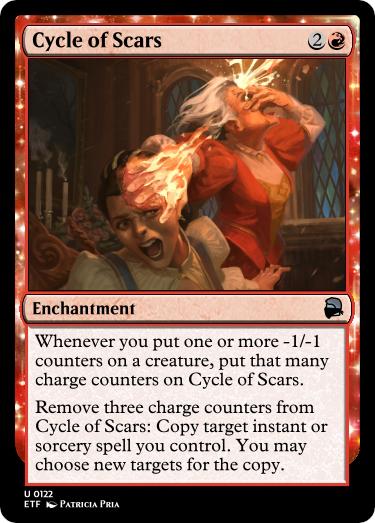 Cycle of Scars 2
Enchantment
Whenever you put one or more -1/-1
counters on a creature, put that many
charge counters on Cycle of Scars.
Remove three charge counters from
Cycle of Scars: Copy target instant or
sorcery spell you control. You may
choose new targets for the copy.
U 0122
ETF PATRICIA PRIA